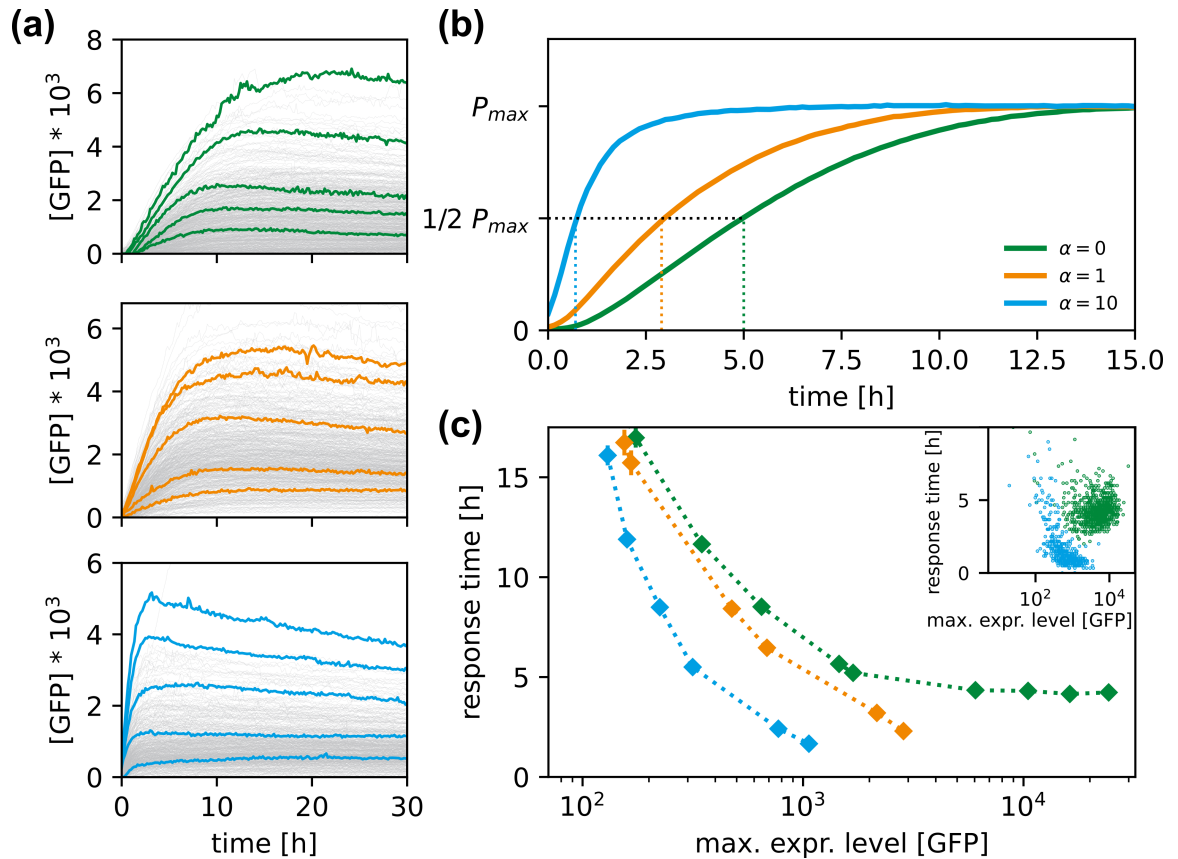 (a)
8
6
4
2
0
[GFP] * 10³
6
4
2
0
[GFP] * 10³
6
4
2
0
[GFP] * 10³
0 10 20 30
time [h]
(b)
P_max
1/2 P_max
0
α = 0
α = 1
α = 10
0.0 2.5 5.0 7.5 10.0 12.5 15.0
time [h]
(c)
15
10
5
0
response time [h]
10² 10³ 10⁴
max. expr. level [GFP]
response time [h]
5
0
10² 10⁴
max. expr. level [GFP]